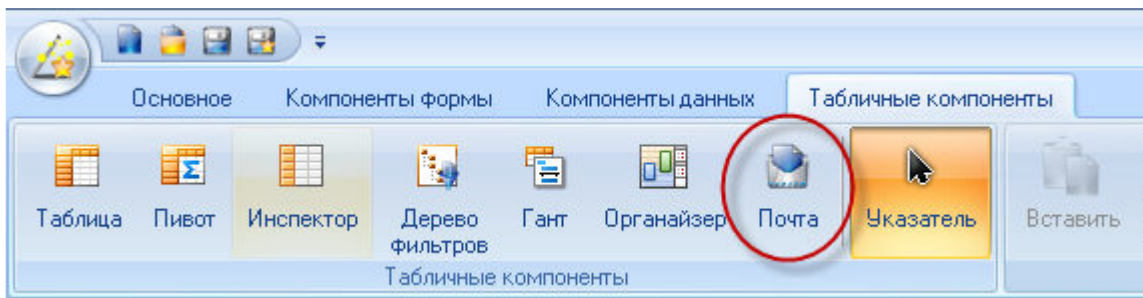 Основное Компоненты формы Компоненты данных Табличные компоненты
Таблица Пивот Инспектор Дерево фильтров Гант Органайзер Почта Указатель Вставить
Табличные компоненты